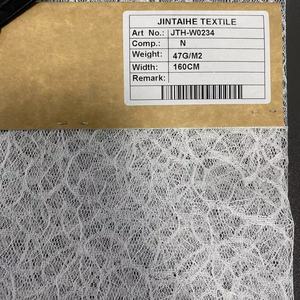 JINTAIHE TEXTILE
Art No.: JTH-W0234
Comp.: N
Weight: 47G/M2
Width: 160CM
Remark: